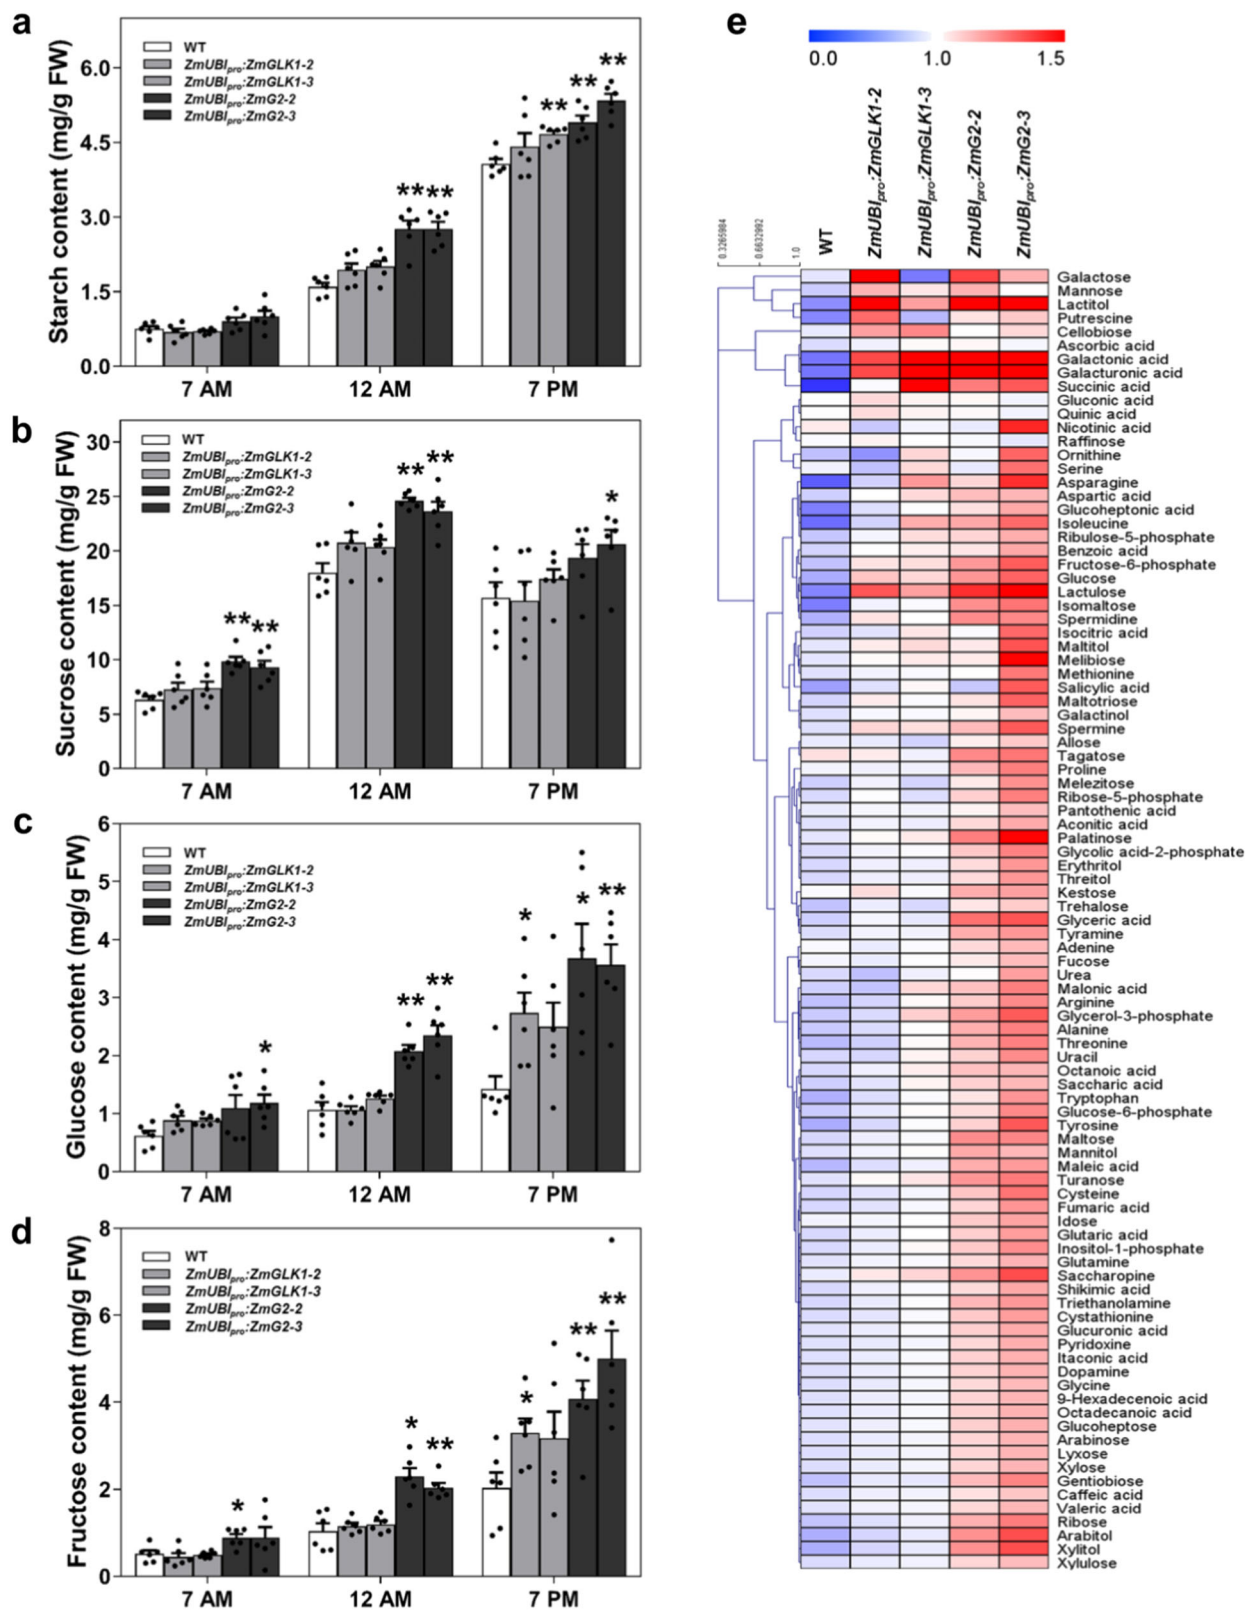 a
Starch content (mg/g FW)
WT
ZmUBIpro:ZmGLK1-2
ZmUBIpro:ZmGLK1-3
ZmUBIpro:ZmG2-2
ZmUBIpro:ZmG2-3
6.0
4.5
3.0
1.5
0.0
** ** ** ** **
7 AM 12 AM 7 PM
b
Sucrose content (mg/g FW)
WT
ZmUBIpro:ZmGLK1-2
ZmUBIpro:ZmGLK1-3
ZmUBIpro:ZmG2-2
ZmUBIpro:ZmG2-3
30
25
20
15
10
5
0
** ** ** ** *
7 AM 12 AM 7 PM
c
Glucose content (mg/g FW)
WT
ZmUBIpro:ZmGLK1-2
ZmUBIpro:ZmGLK1-3
ZmUBIpro:ZmG2-2
ZmUBIpro:ZmG2-3
6
5
4
3
2
1
0
* ** ** * * **
7 AM 12 AM 7 PM
d
Fructose content (mg/g FW)
WT
ZmUBIpro:ZmGLK1-2
ZmUBIpro:ZmGLK1-3
ZmUBIpro:ZmG2-2
ZmUBIpro:ZmG2-3
8
6
4
2
0
* * ** * ** **
7 AM 12 AM 7 PM
e
0.0 1.0 1.5
0.3265984
0.6632992
1.0
WT
ZmUBIpro:ZmGLK1-2
ZmUBIpro:ZmGLK1-3
ZmUBIpro:ZmG2-2
ZmUBIpro:ZmG2-3
Galactose
Mannose
Lactitol
Putrescine
Cellobiose
Ascorbic acid
Galactonic acid
Galacturonic acid
Succinic acid
Gluconic acid
Quinic acid
Nicotinic acid
Raffinose
Ornithine
Serine
Asparagine
Aspartic acid
Glucoheptonic acid
Isoleucine
Ribulose-5-phosphate
Benzoic acid
Fructose-6-phosphate
Glucose
Lactulose
Isomaltose
Spermidine
Isocitric acid
Maltitol
Melibiose
Methionine
Salicylic acid
Maltotriose
Galactinol
Spermine
Allose
Tagatose
Proline
Melezitose
Ribose-5-phosphate
Pantothenic acid
Aconitic acid
Palatinose
Glycolic acid-2-phosphate
Erythritol
Threitol
Kestose
Trehalose
Glyceric acid
Tyramine
Adenine
Fucose
Urea
Malonic acid
Arginine
Glycerol-3-phosphate
Alanine
Threonine
Uracil
Octanoic acid
Saccharic acid
Tryptophan
Glucose-6-phosphate
Tyrosine
Maltose
Mannitol
Maleic acid
Turanose
Cysteine
Fumaric acid
Idose
Glutaric acid
Inositol-1-phosphate
Glutamine
Saccharopine
Shikimic acid
Triethanolamine
Cystathionine
Glucuronic acid
Pyridoxine
Itaconic acid
Dopamine
Glycine
9-Hexadecenoic acid
Octadecanoic acid
Glucoheptose
Arabinose
Lyxose
Xylose
Gentiobiose
Caffeic acid
Valeric acid
Ribose
Arabitol
Xylitol
Xylulose